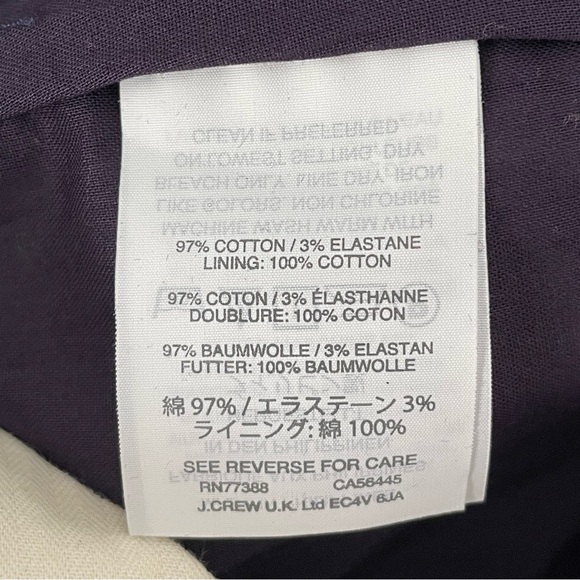 97% COTTON / 3% ELASTANE
LINING: 100% COTTON
97% COTON / 3% ÉLASTHANNE
DOUBLURE: 100% COTON
97% BAUMWOLLE / 3% ELASTAN
FUTTER: 100% BAUMWOLLE
綿 97% / エラステーン 3%
ライニング: 綿 100%
SEE REVERSE FOR CARE
RN77388 CA56445
J.CREW U.K. Ltd EC4V 6JA